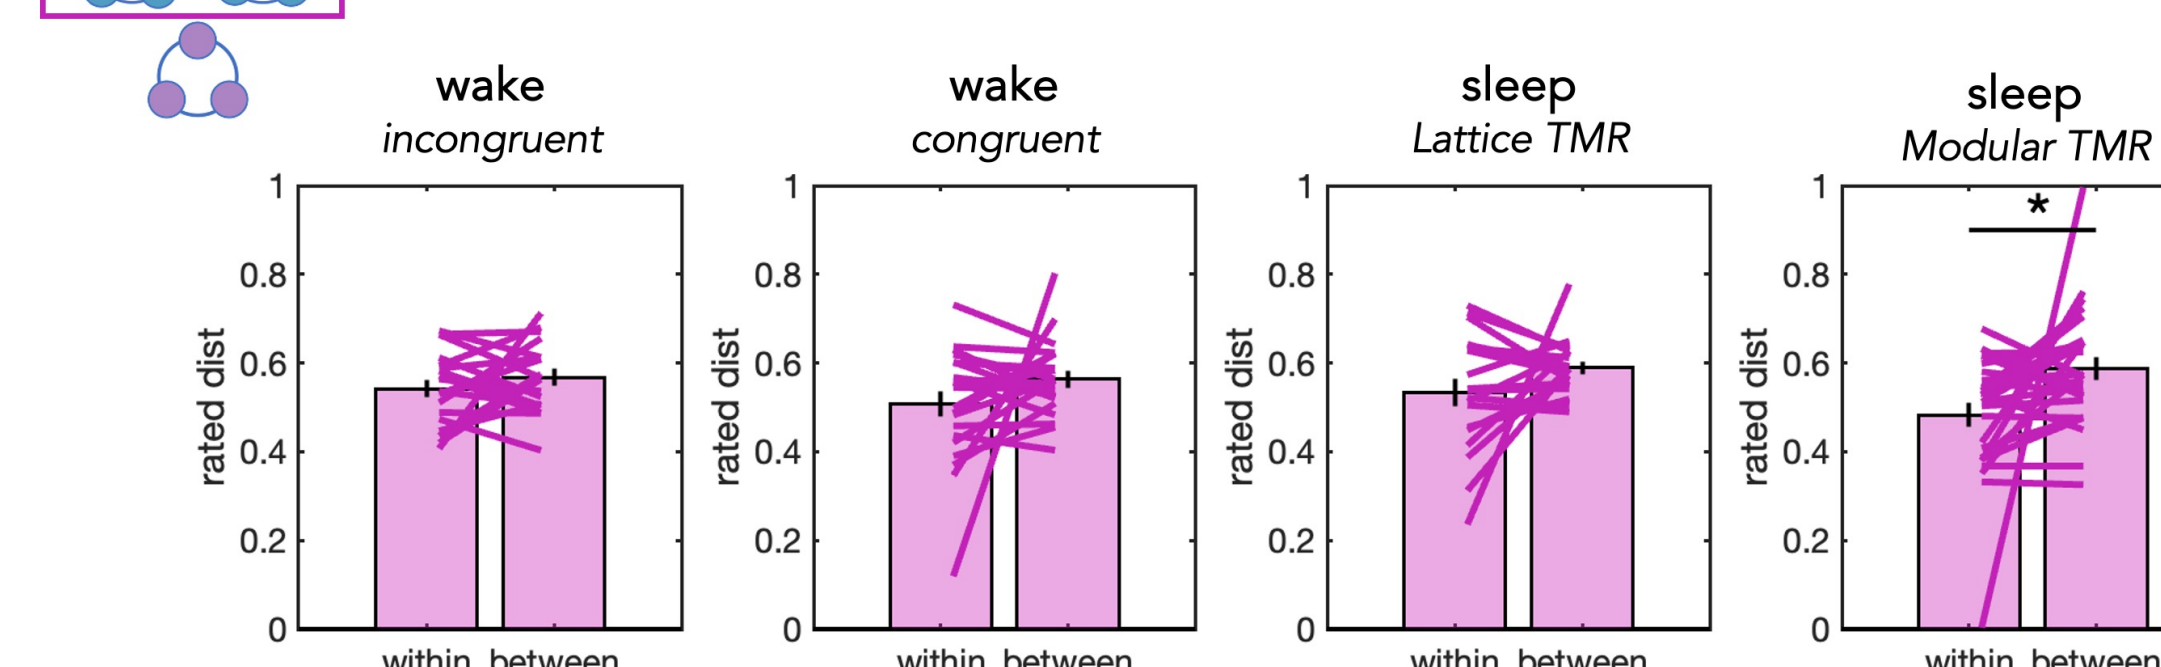 wake
incongruent
1
0.8
0.6
0.4
0.2
0
rated dist
within between
wake
congruent
1
0.8
0.6
0.4
0.2
0
rated dist
within between
sleep
Lattice TMR
1
0.8
0.6
0.4
0.2
0
rated dist
within between
sleep
Modular TMR
*
1
0.8
0.6
0.4
0.2
0
rated dist
within between